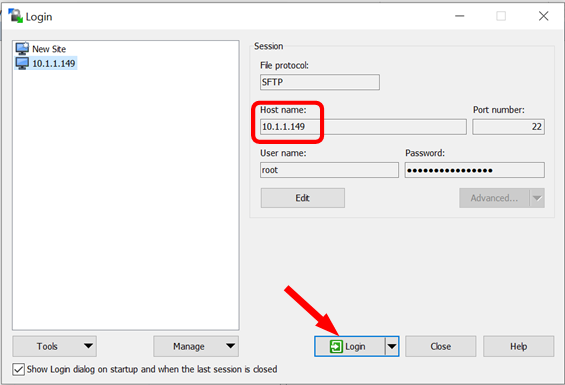 Login
New Site
10.1.1.149
Session
File protocol:
SFTP
Host name:
Port number:
10.1.1.149
22
User name:
Password:
root
••••••••••••••••
Edit
Advanced...
Tools
Manage
Login
Close
Help
Show Login dialog on startup and when the last session is closed